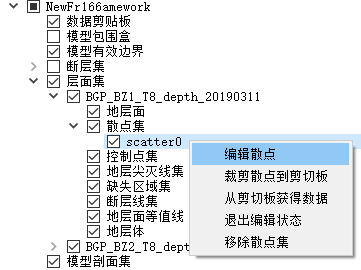 NewFr166amework
数据剪贴板
模型包围盒
模型有效边界
断层集
层面集
BGP_BZ1_T8_depth_20190311
地层面
散点集
scatter0
控制点集
地层尖灭线集
缺失区域集
断层线集
地层面等值线
地层体
BGP_BZ2_T8_dept
模型剖面集
编辑散点
裁剪散点到剪切板
从剪切板获得数据
退出编辑状态
移除散点集